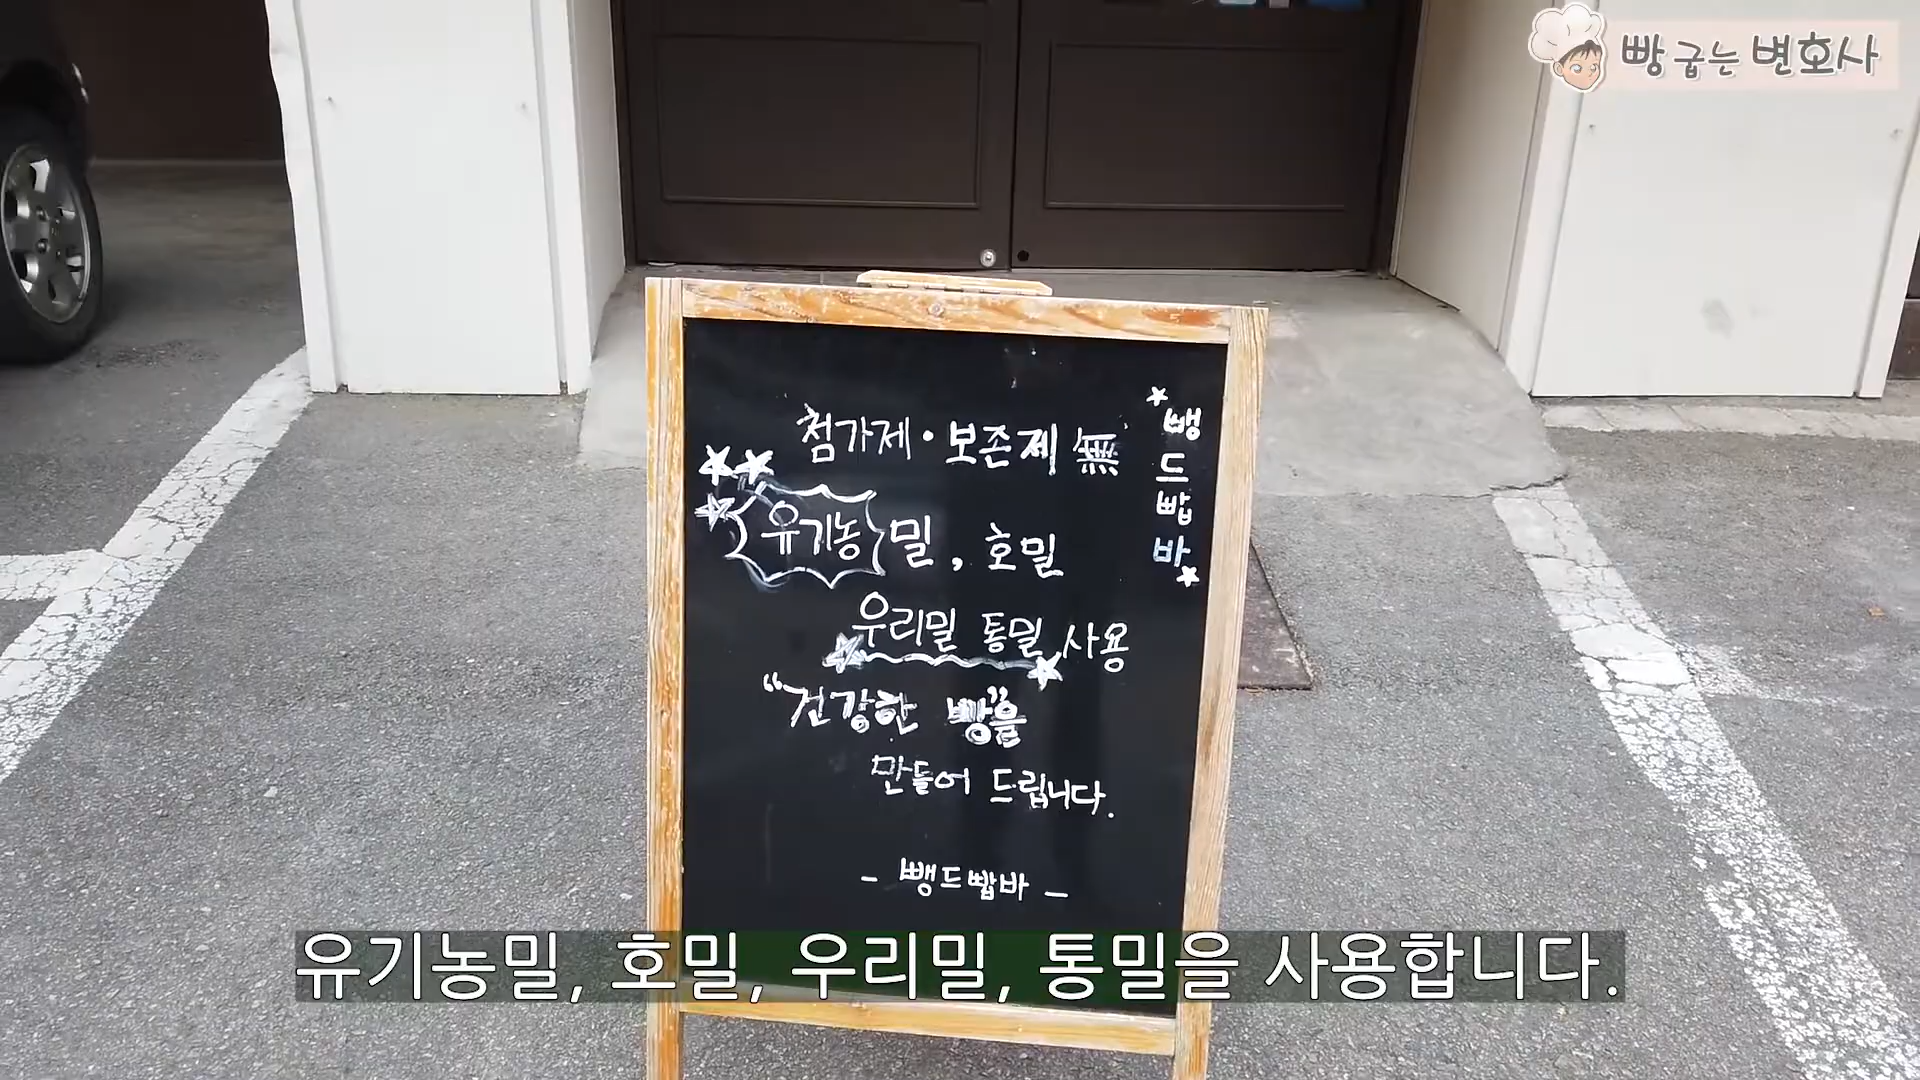 빵 굽는 변호사
첨가제·보존제 無
유기농 밀, 호밀
우리밀 통밀 사용
"건강한 빵"을
만들어 드립니다.
- 뺑드빱바 -
뺑드빱바
유기농밀, 호밀, 우리밀, 통밀을 사용합니다.